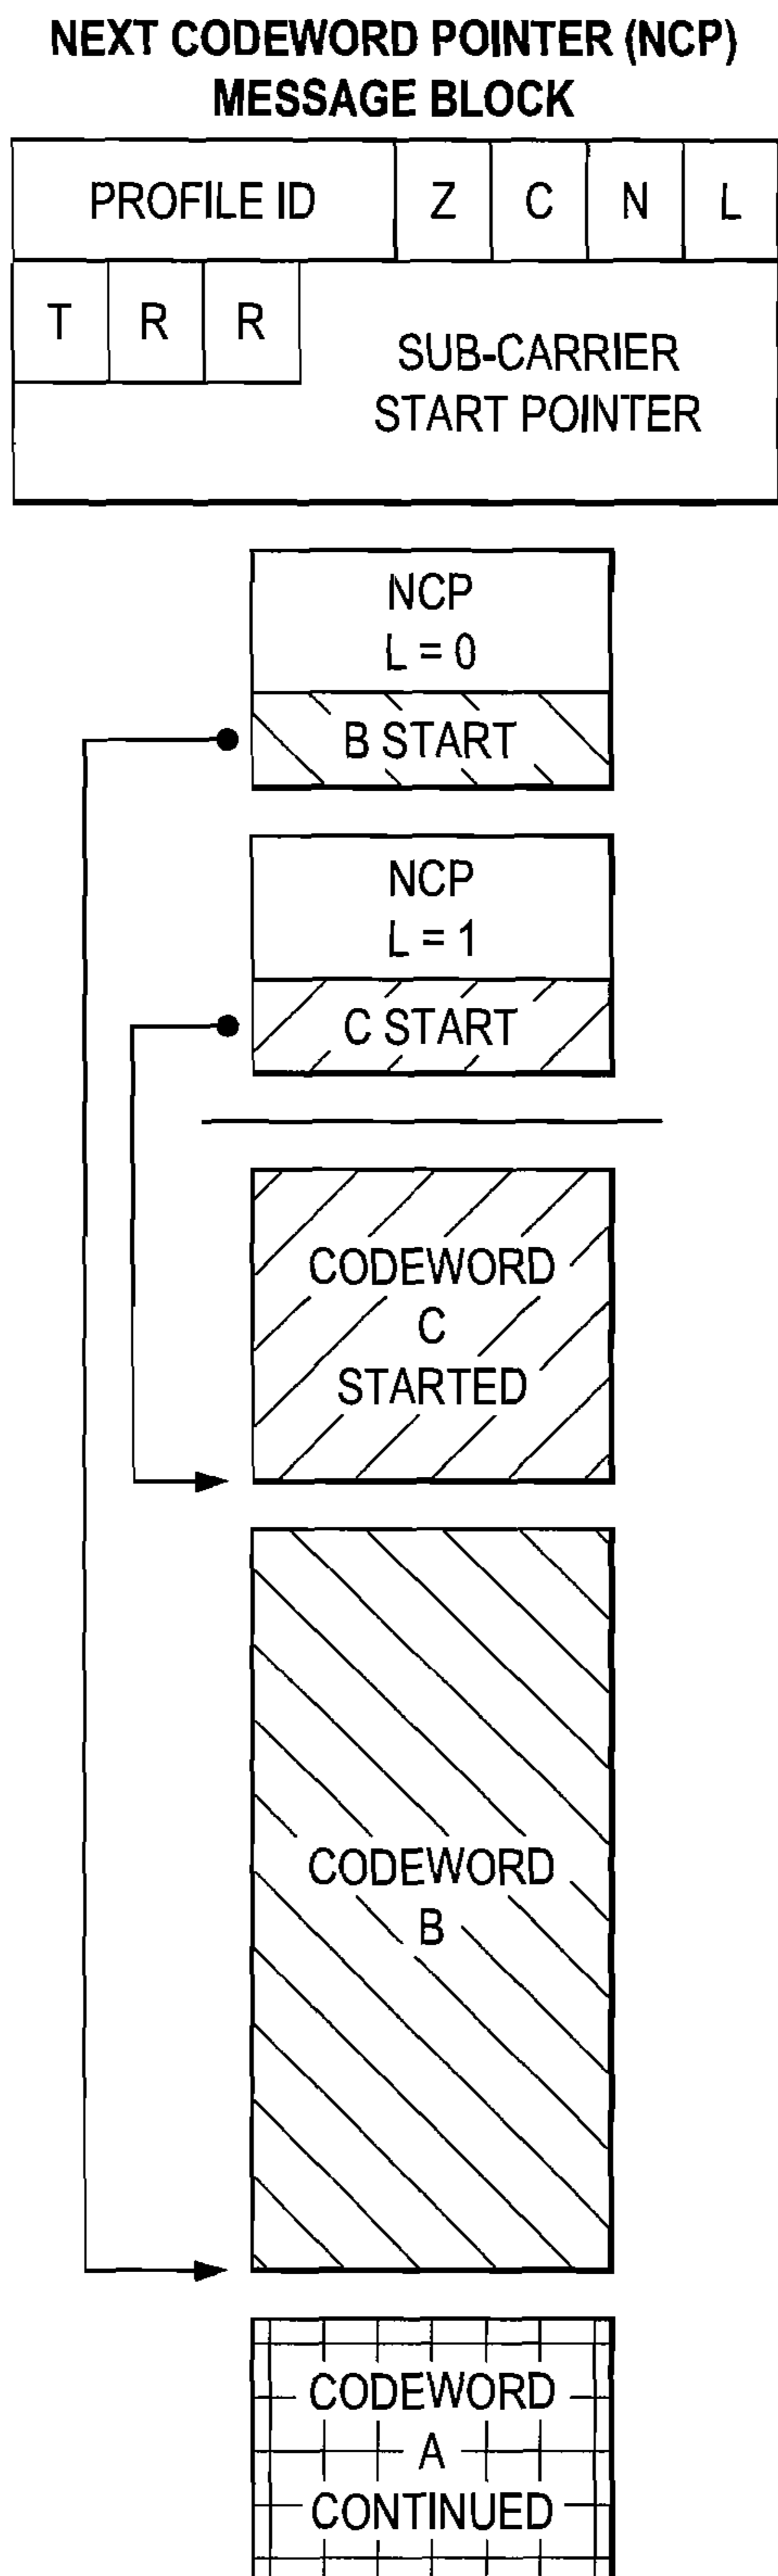 NEXT CODEWORD POINTER (NCP)
MESSAGE BLOCK
PROFILE ID Z C N L
T R R
SUB-CARRIER
START POINTER
NCP
L = 0
B START
NCP
L = 1
C START
CODEWORD
C
STARTED
CODEWORD
B
CODEWORD
A
CONTINUED